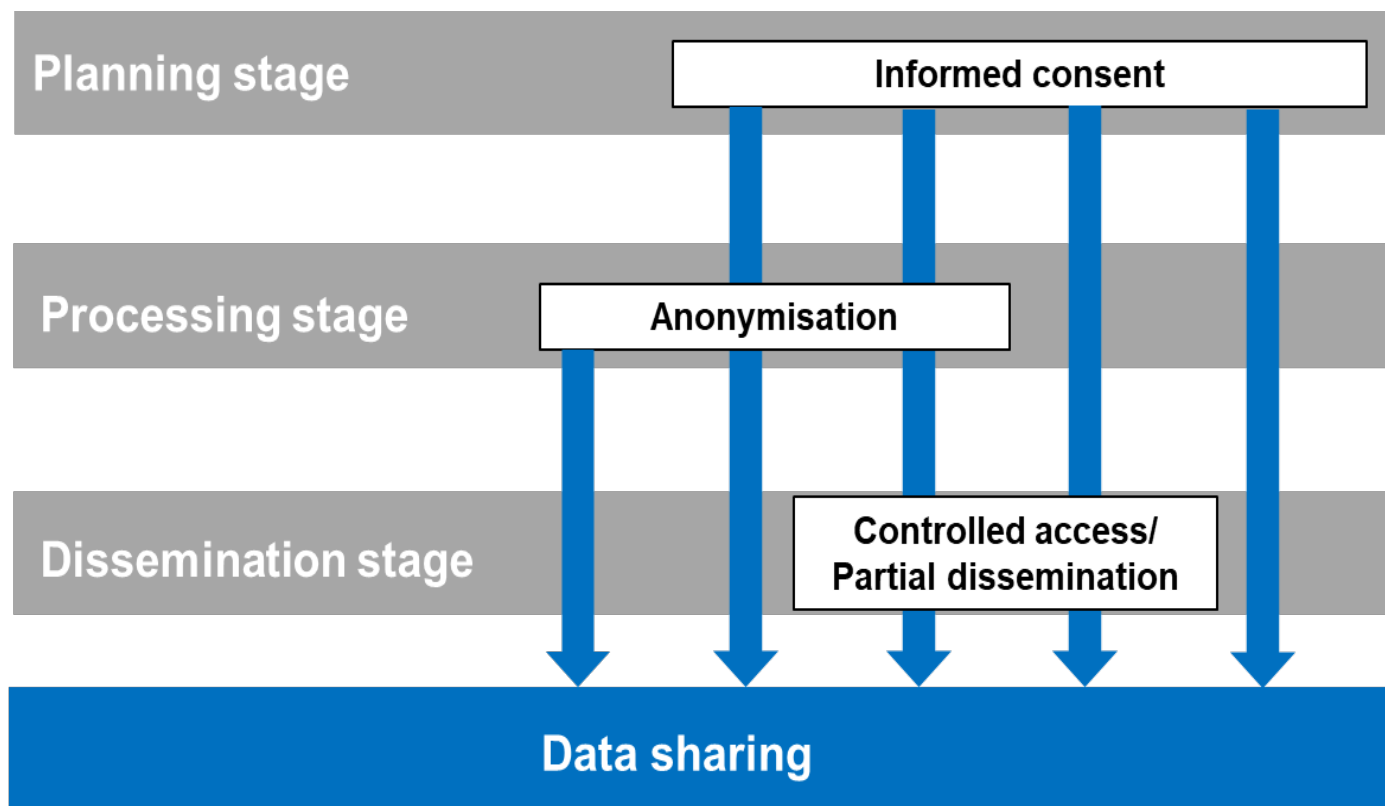 Planning stage
Informed consent
Processing stage
Anonymisation
Dissemination stage
Controlled access/
Partial dissemination
Data sharing